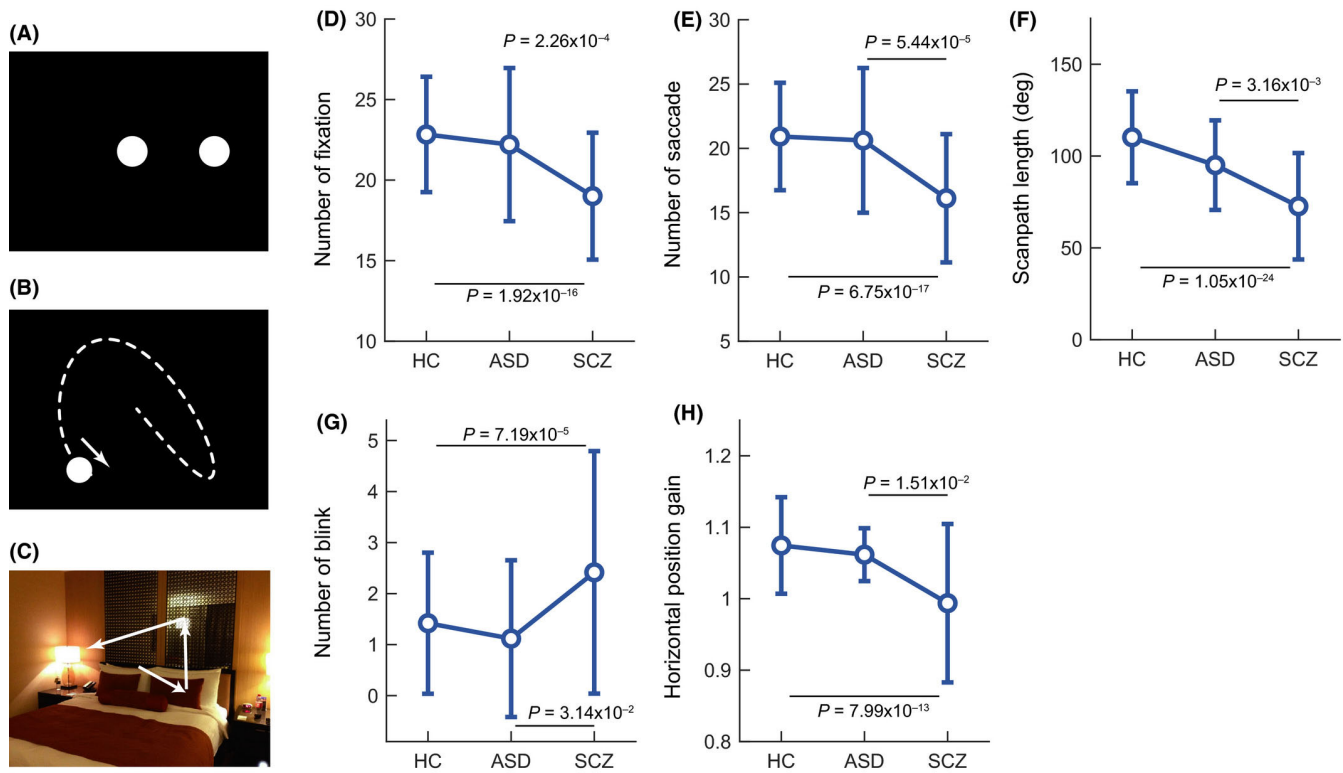 (A)
(B)
(C)
(D)
30
25
20
15
10
Number of fixation
P = 2.26x10⁻⁴
P = 1.92x10⁻¹⁶
HC ASD SCZ
(E)
30
25
20
15
10
5
Number of saccade
P = 5.44x10⁻⁵
P = 6.75x10⁻¹⁷
HC ASD SCZ
(F)
150
100
50
0
Scanpath length (deg)
P = 3.16x10⁻³
P = 1.05x10⁻²⁴
HC ASD SCZ
(G)
5
4
3
2
1
0
Number of blink
P = 7.19x10⁻⁵
P = 3.14x10⁻²
HC ASD SCZ
(H)
1.2
1.1
1
0.9
0.8
Horizontal position gain
P = 1.51x10⁻²
P = 7.99x10⁻¹³
HC ASD SCZ